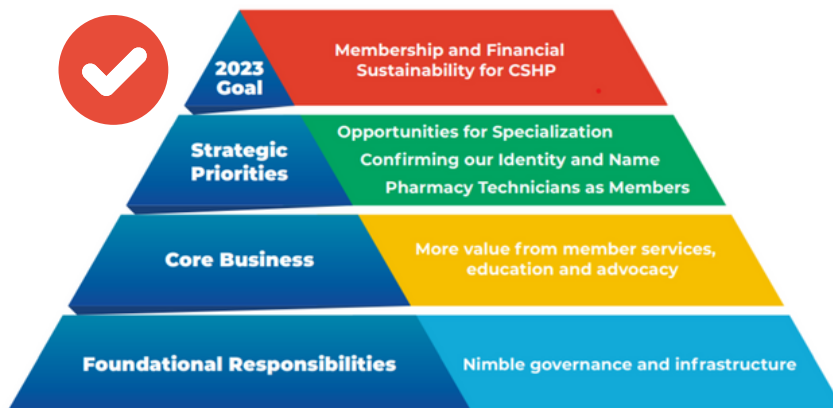 2023
Goal
Membership and Financial
Sustainability for CSHP
Strategic
Priorities
Opportunities for Specialization
Confirming our Identity and Name
Pharmacy Technicians as Members
Core Business
More value from member services,
education and advocacy
Foundational Responsibilities
Nimble governance and infrastructure